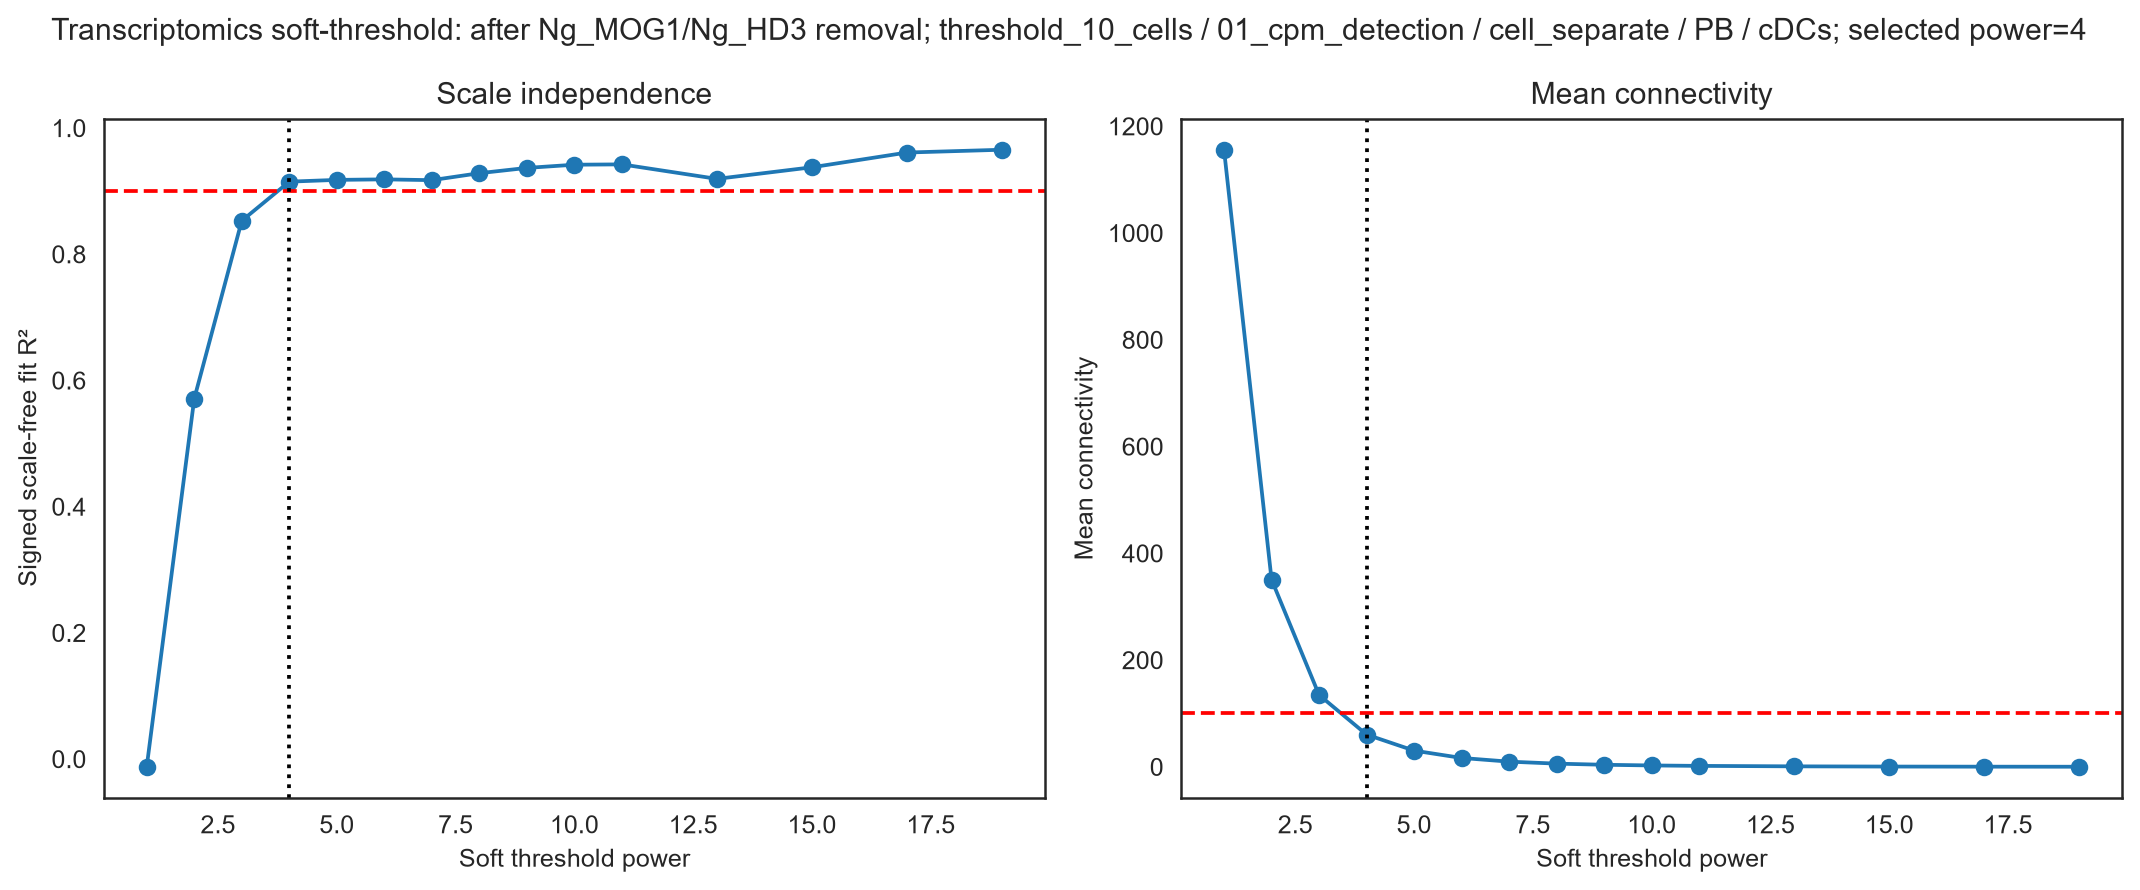 Transcriptomics soft-threshold: after Ng_MOG1/Ng_HD3 removal; threshold_10_cells / 01_cpm_detection / cell_separate / PB / cDCs; selected power=4
Scale independence
1.0
0.8
0.6
0.4
0.2
0.0
Signed scale-free fit R²
2.5 5.0 7.5 10.0 12.5 15.0 17.5
Soft threshold power
Mean connectivity
1200
1000
800
600
400
200
0
Mean connectivity
2.5 5.0 7.5 10.0 12.5 15.0 17.5
Soft threshold power